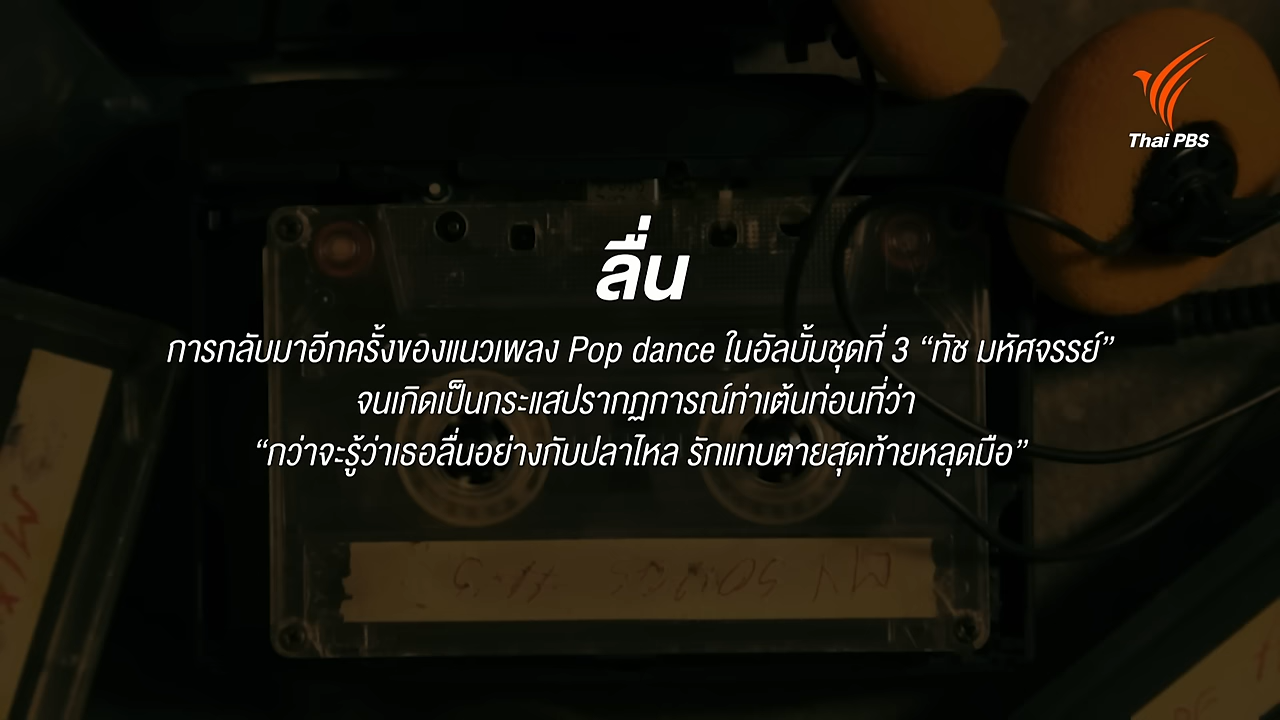 Thai PBS
ลื่น
การกลับมาอีกครั้งของแนวเพลง Pop dance ในอัลบั้มชุดที่ 3 “ทัช มหัศจรรย์”
จนเกิดเป็นกระแสปรากฏการณ์ท่าเต้นท่อนที่ว่า
“กว่าจะรู้ว่าเธอลื่นอย่างกับปลาไหล รักแทบตายสุดท้ายหลุดมือ”